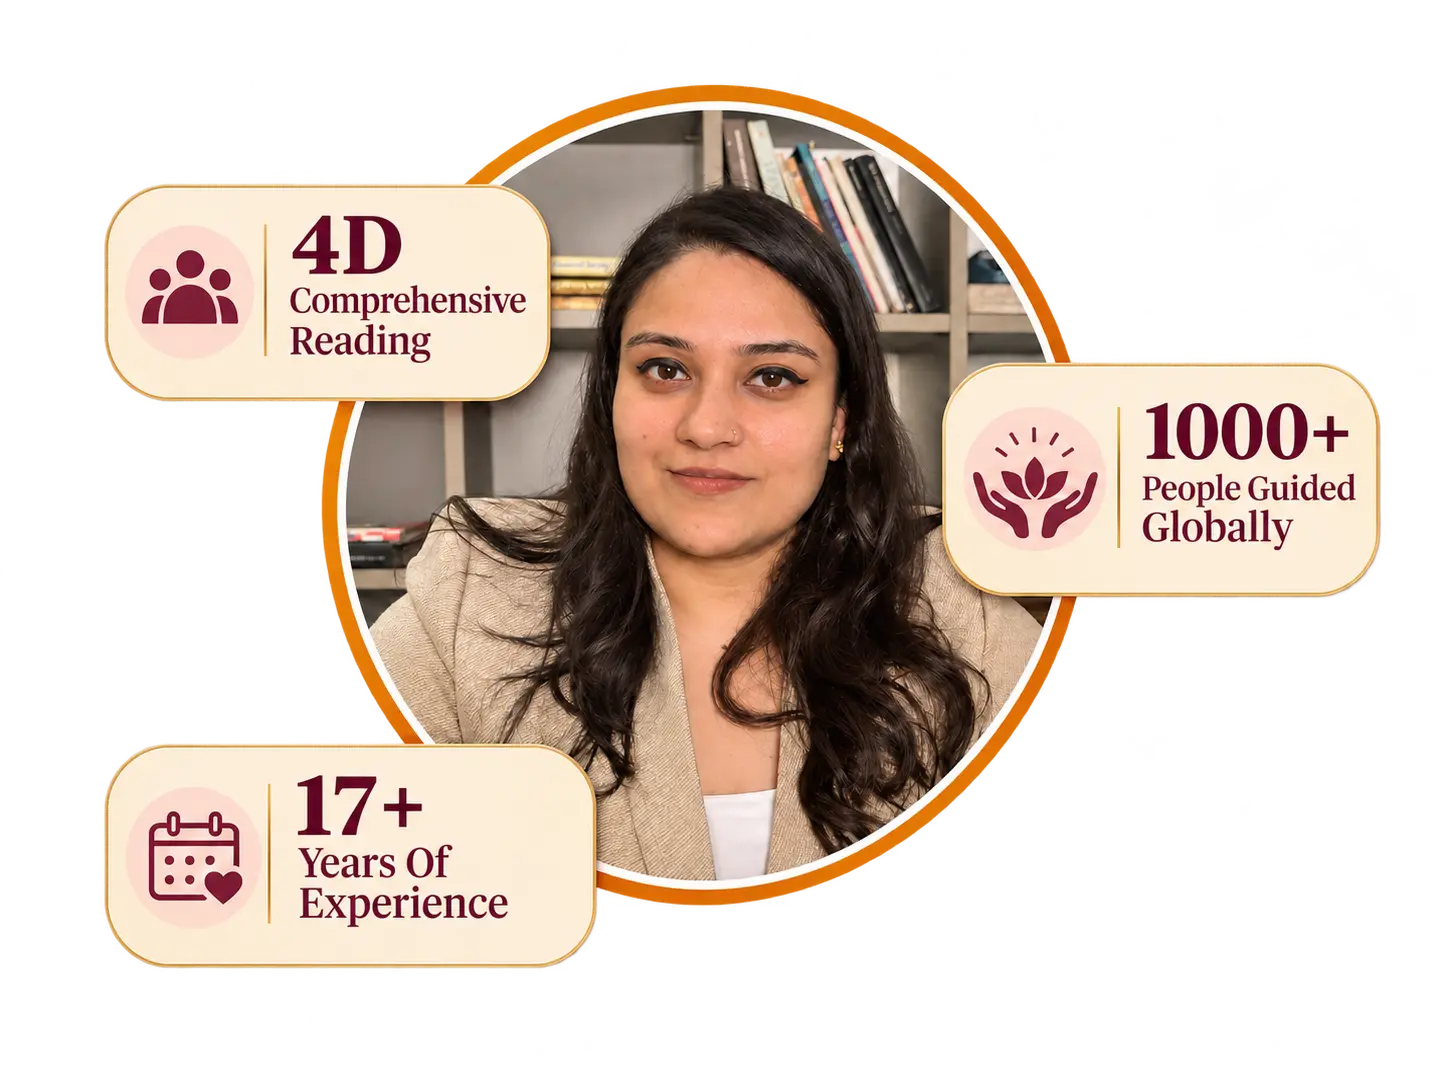 4D
Comprehensive
Reading
1000+
People Guided
Globally
17+
Years Of
Experience